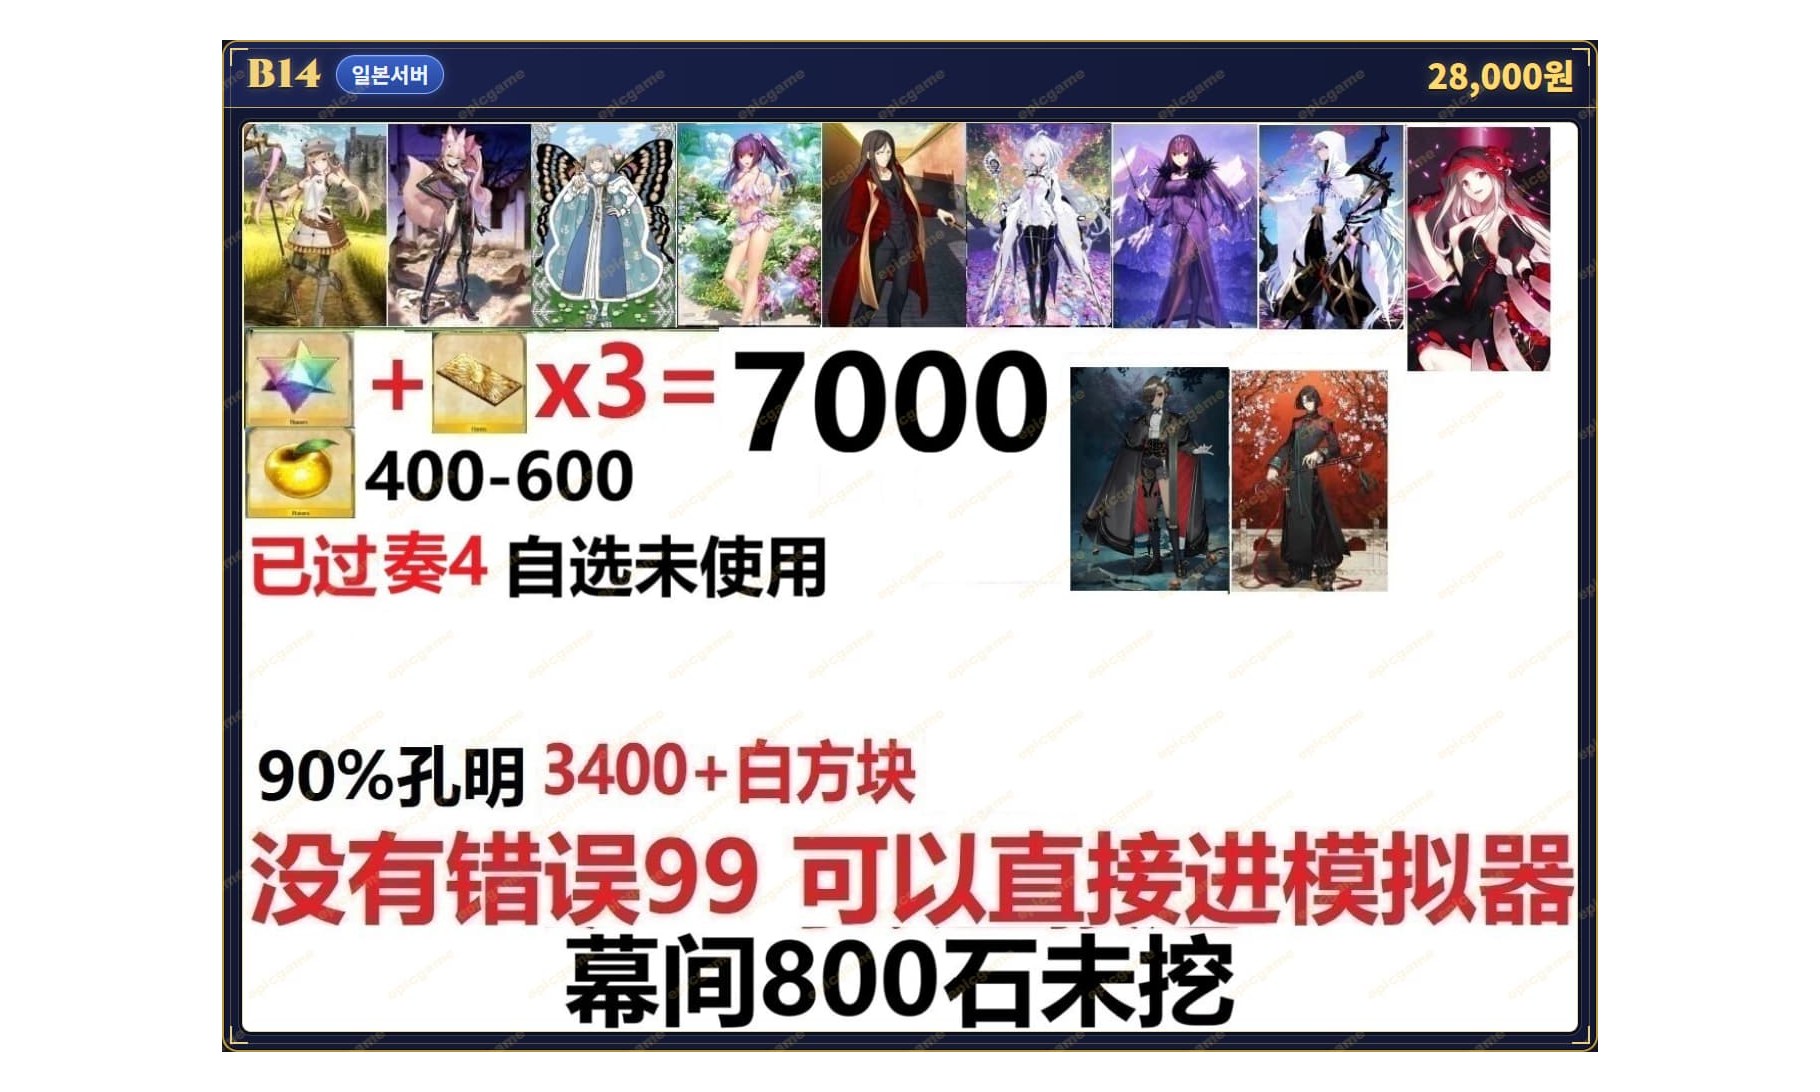 B14 일본서버 28,000원
+ x3= 7000
400-600
已过奏4 自选未使用
90%孔明 3400+白方块
没有错误99 可以直接进模拟器
幕间800石未挖
epicgame